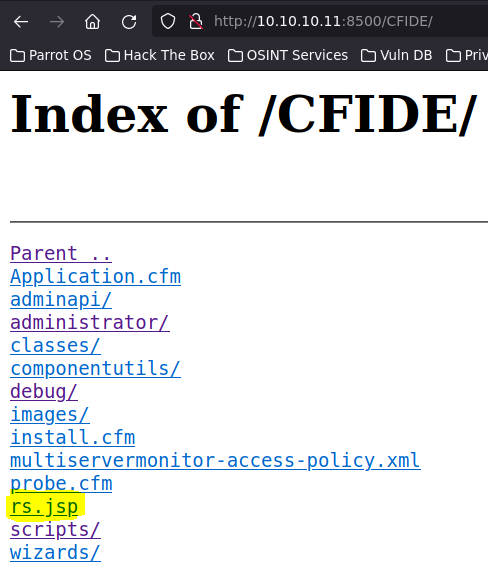 http://10.10.10.11:8500/CFIDE/
Parrot OS Hack The Box OSINT Services Vuln DB
Index of /CFIDE/
Parent ..
Application.cfm
adminapi/
administrator/
classes/
componentutils/
debug/
images/
install.cfm
multiservermonitor-access-policy.xml
probe.cfm
rs.jsp
scripts/
wizards/